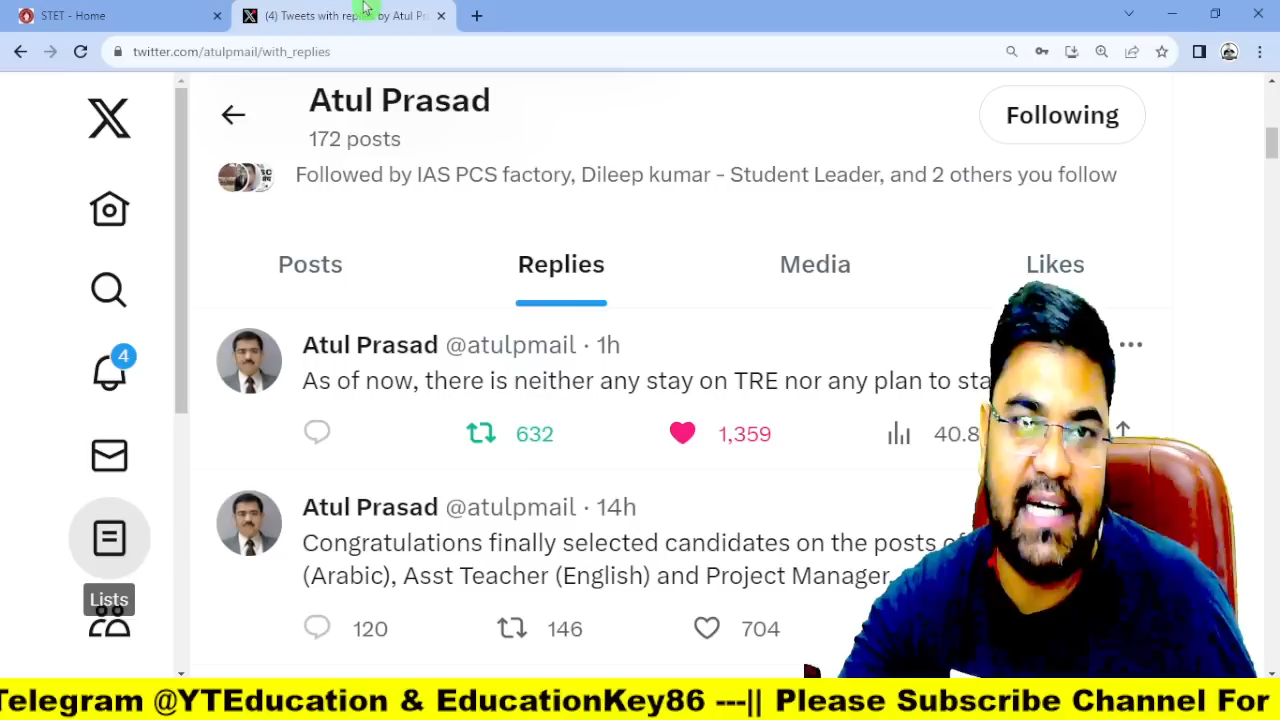 STET - Home
(4) Tweets with replies by Atul Pr
twitter.com/atulpmail/with_replies
Atul Prasad
172 posts
Following
Followed by IAS PCS factory, Dileep kumar - Student Leader, and 2 others you follow
Posts
Replies
Media
Likes
4
Atul Prasad @atulpmail · 1h
As of now, there is neither any stay on TRE nor any plan to sta
632
1,359
40.8
Atul Prasad @atulpmail · 14h
Congratulations finally selected candidates on the posts of
(Arabic), Asst Teacher (English) and Project Manager.
120
146
704
Lists
Telegram @YTEducation & EducationKey86 ---|| Please Subscribe Channel For